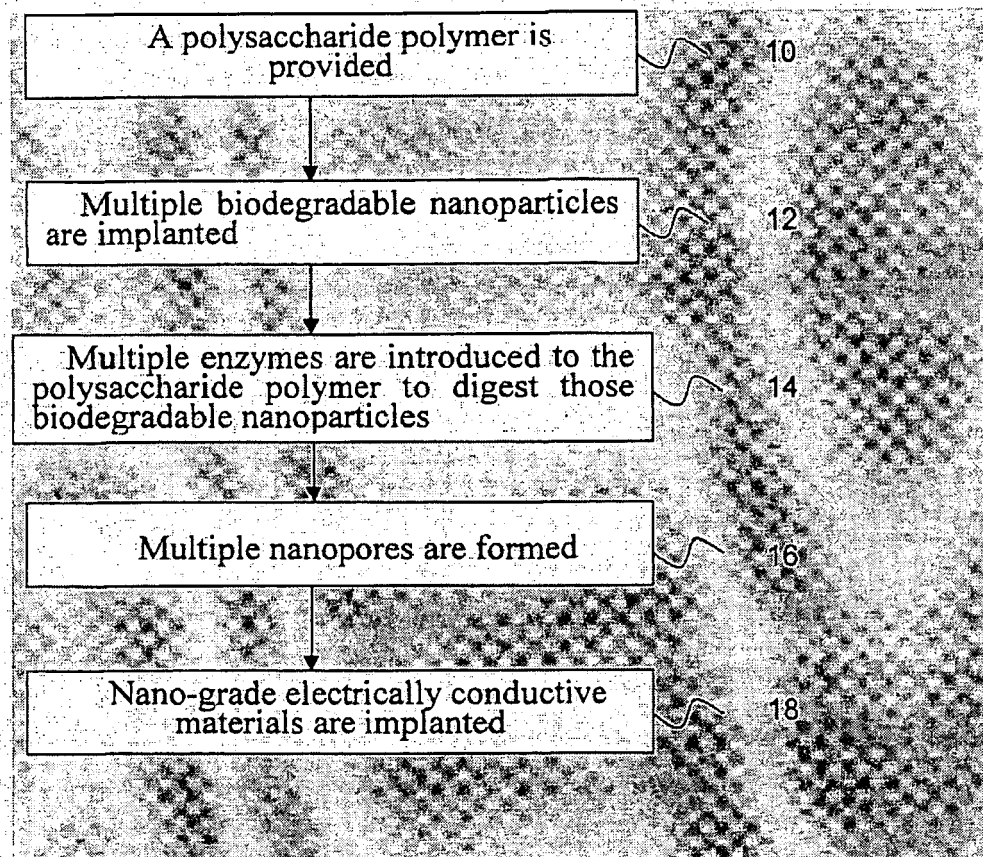 A polysaccharide polymer is
provided
10
Multiple biodegradable nanoparticles
are implanted
12
Multiple enzymes are introduced to the
polysaccharide polymer to digest those
biodegradable nanoparticles
14
Multiple nanopores are formed
16
Nano-grade electrically conductive
materials are implanted
18